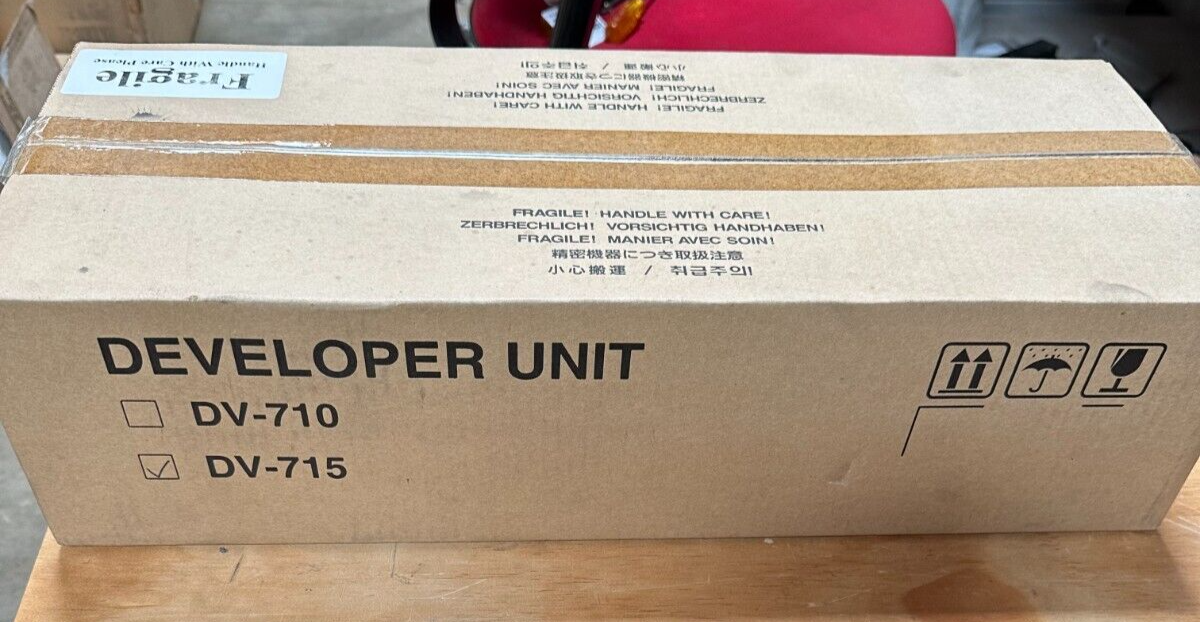 Fragile
Handle With Care Please
FRAGILE! HANDLE WITH CARE!
ZERBRECHLICH! VORSICHTIG HANDHABEN!
FRAGILE! MANIER AVEC SOIN!
精密機器につき取扱注意
小心搬運 / 취급주의!
FRAGILE! HANDLE WITH CARE!
ZERBRECHLICH! VORSICHTIG HANDHABEN!
FRAGILE! MANIER AVEC SOIN!
精密機器につき取扱注意
小心搬運 / 취급주의!
DEVELOPER UNIT
DV-710
DV-715